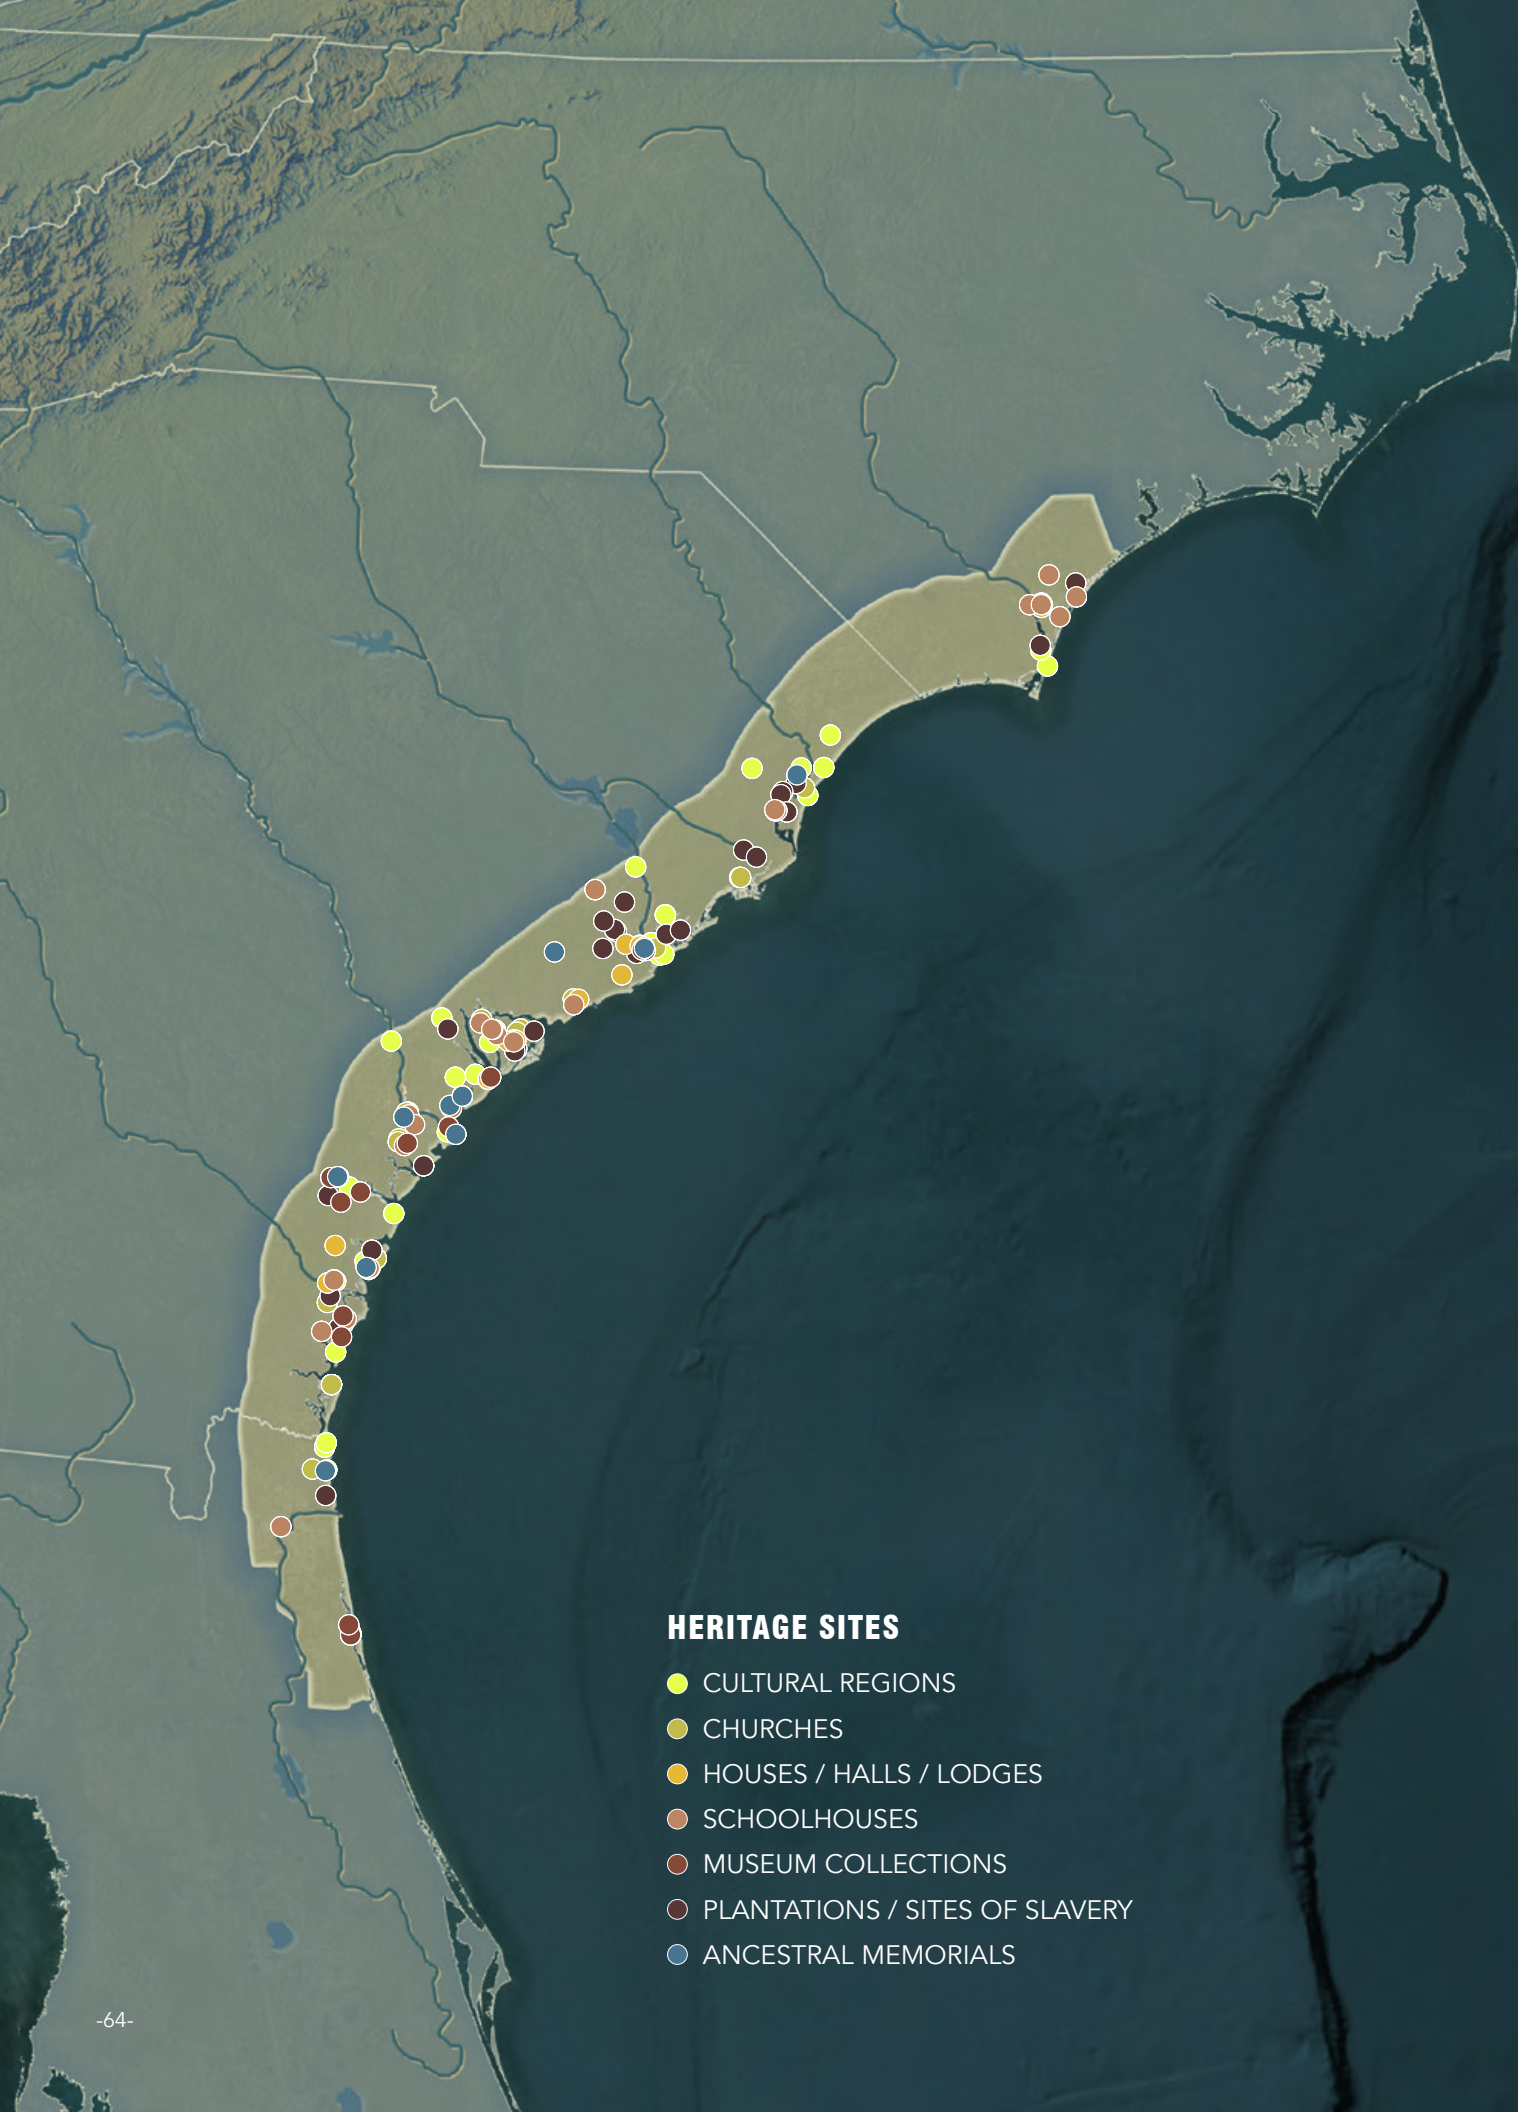 HERITAGE SITES
CULTURAL REGIONS
CHURCHES
HOUSES / HALLS / LODGES
SCHOOLHOUSES
MUSEUM COLLECTIONS
PLANTATIONS / SITES OF SLAVERY
ANCESTRAL MEMORIALS
-64-